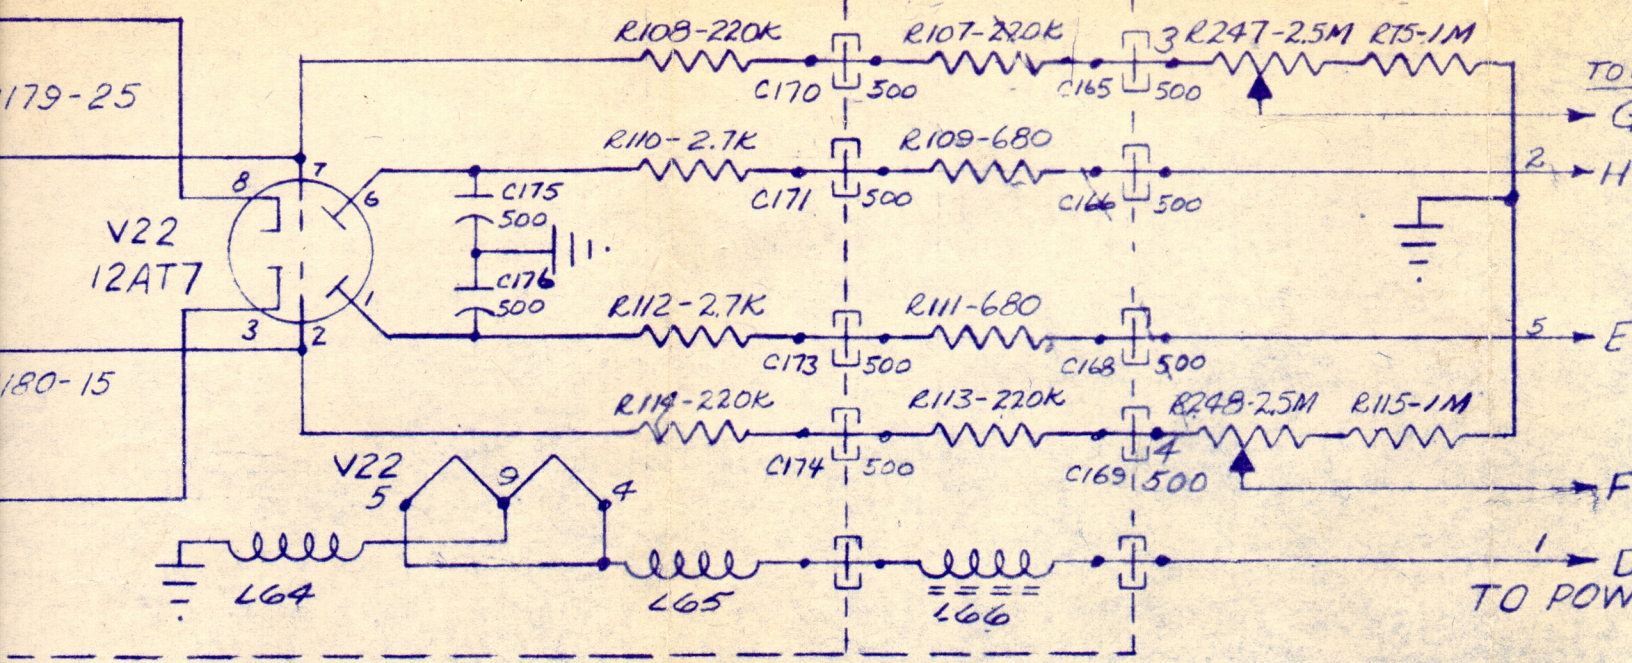 R108-220K R107-220K 3 R247-2.5M R75-1M
C170 500 C165 500
TO
179-25
G
R110-2.7K R109-680
2
H
8 7 6
C175
500
C171 500 C166 500
V22
12AT7
C176
500
1
3 2
R112-2.7K R111-680
5
E
C173 500 C168 500
180-15
R114-220K R113-220K R248-2.5M R115-1M
4
C174 500 C169 500
F
V22
5 9 4
1
D
L64 L65 L66
TO POW